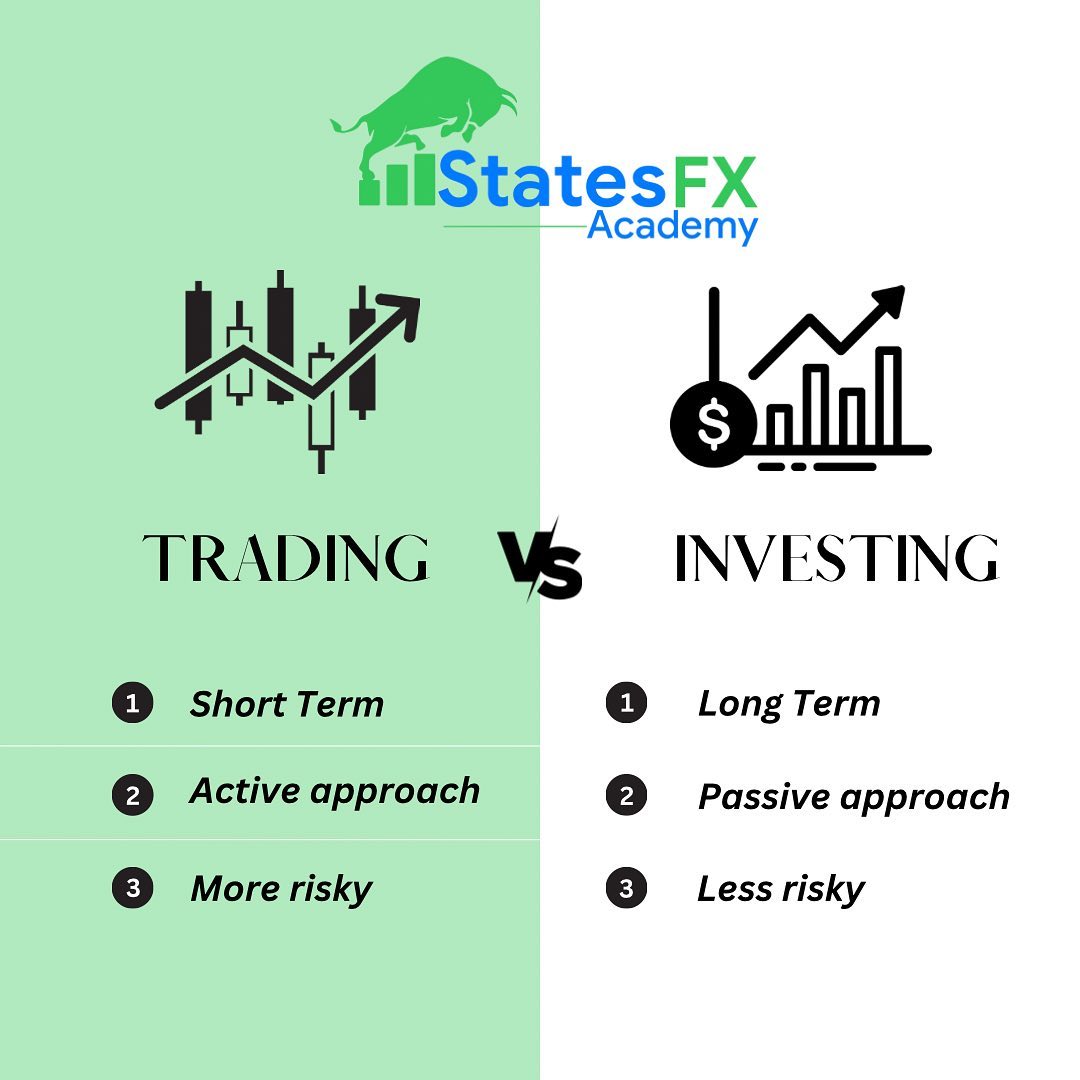 StatesFX
Academy
$
TRADING
VS
INVESTING
1 Short Term
2 Active approach
3 More risky
1 Long Term
2 Passive approach
3 Less risky